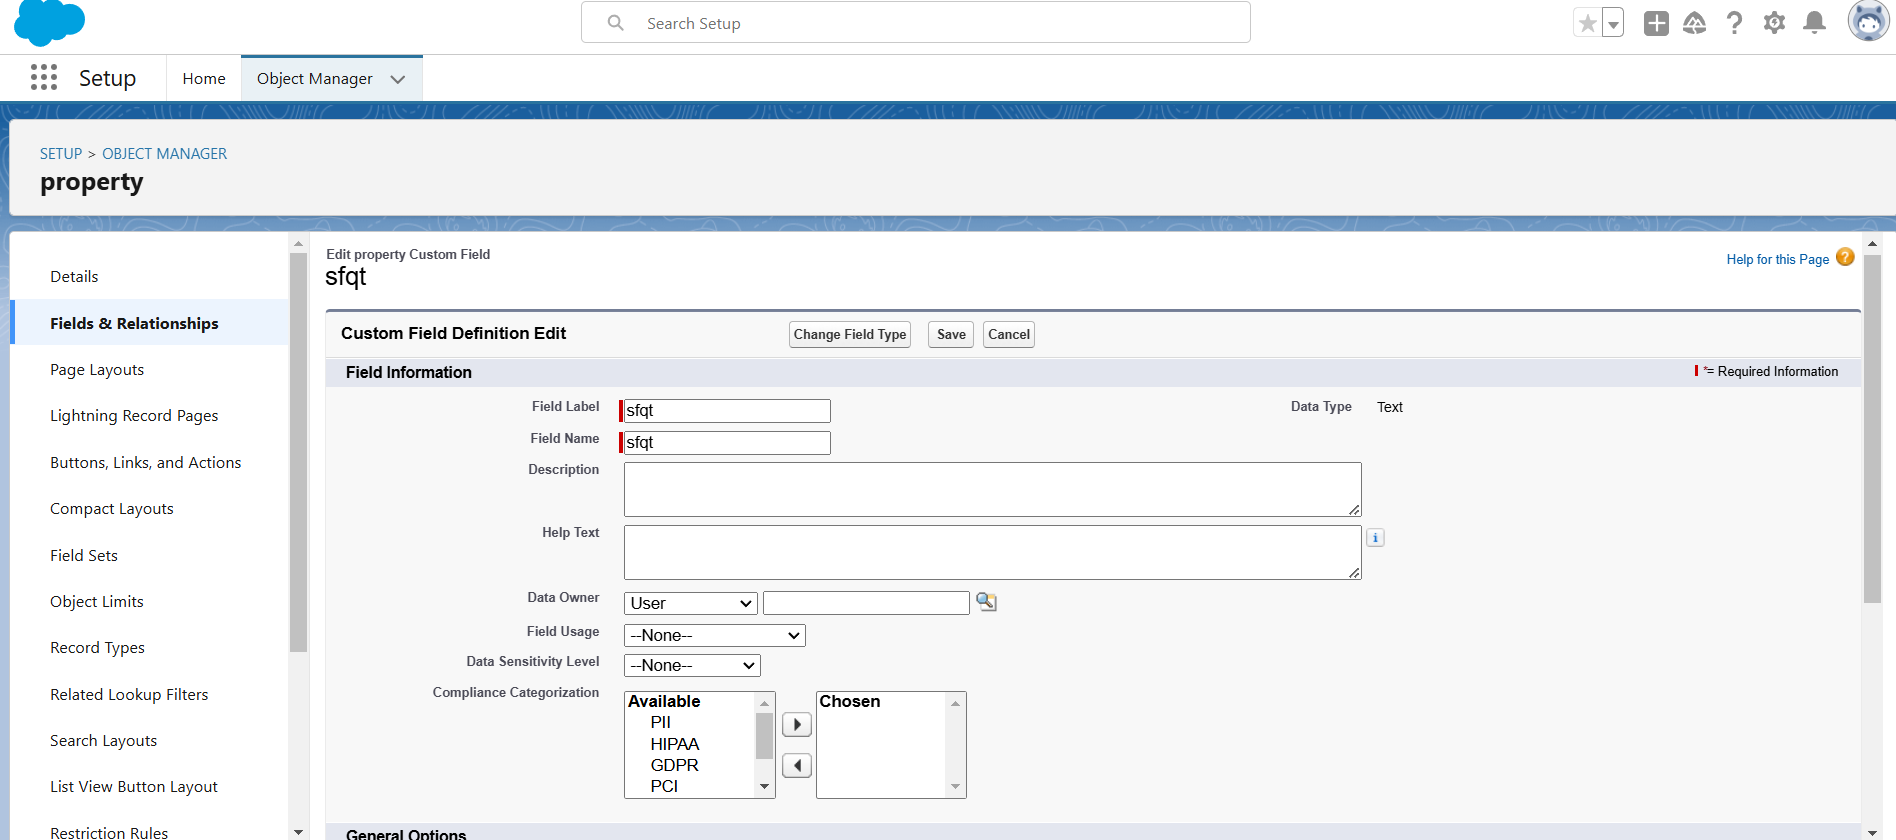 Search Setup
Setup
Home
Object Manager
SETUP > OBJECT MANAGER
property
Details
Fields & Relationships
Page Layouts
Lightning Record Pages
Buttons, Links, and Actions
Compact Layouts
Field Sets
Object Limits
Record Types
Related Lookup Filters
Search Layouts
List View Button Layout
Restriction Rules
Edit property Custom Field
sfqt
Help for this Page ?
Custom Field Definition Edit
Change Field Type
Save
Cancel
Field Information
*= Required Information
Field Label sfqt
Data Type Text
Field Name sfqt
Description
Help Text
i
Data Owner User
Field Usage --None--
Data Sensitivity Level --None--
Compliance Categorization
Available
PII
HIPAA
GDPR
PCI
Chosen
General Options